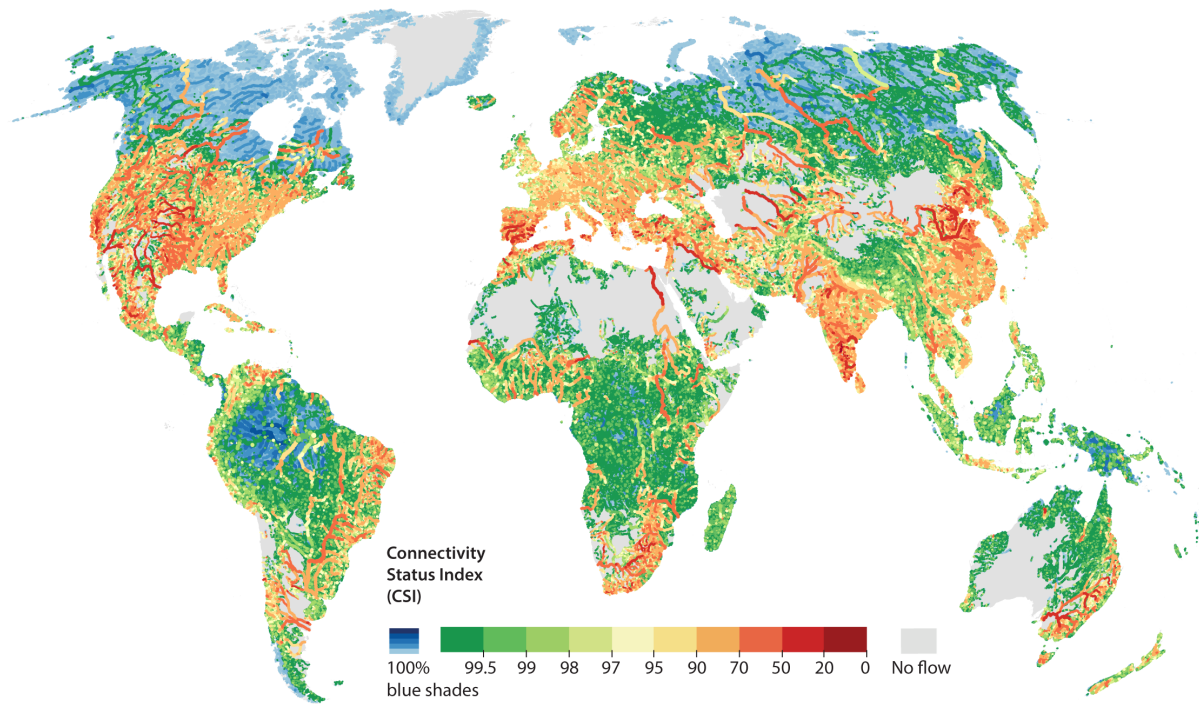 Connectivity
Status Index
(CSI)
100%
blue shades
99.5 99 98 97 95 90 70 50 20 0
No flow